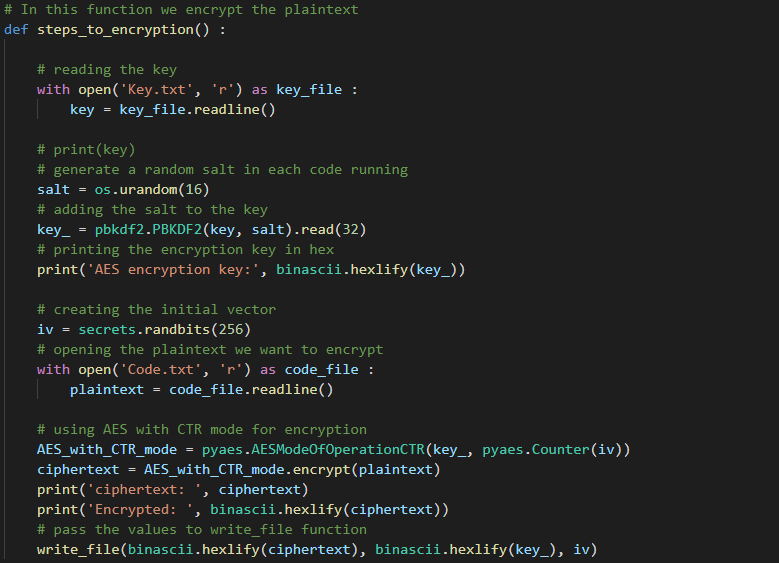 # In this function we encrypt the plaintext
def steps_to_encryption() :
# reading the key
with open('Key.txt', 'r') as key_file :
key = key_file.readline()
# print(key)
# generate a random salt in each code running
salt = os.urandom(16)
# adding the salt to the key
key_ = pbkdf2.PBKDF2(key, salt).read(32)
# printing the encryption key in hex
print('AES encryption key:', binascii.hexlify(key_))
# creating the initial vector
iv = secrets.randbits(256)
# opening the plaintext we want to encrypt
with open('Code.txt', 'r') as code_file :
plaintext = code_file.readline()
# using AES with CTR mode for encryption
AES_with_CTR_mode = pyaes.AESModeOfOperationCTR(key_, pyaes.Counter(iv))
ciphertext = AES_with_CTR_mode.encrypt(plaintext)
print('ciphertext: ', ciphertext)
print('Encrypted: ', binascii.hexlify(ciphertext))
# pass the values to write_file function
write_file(binascii.hexlify(ciphertext), binascii.hexlify(key_), iv)